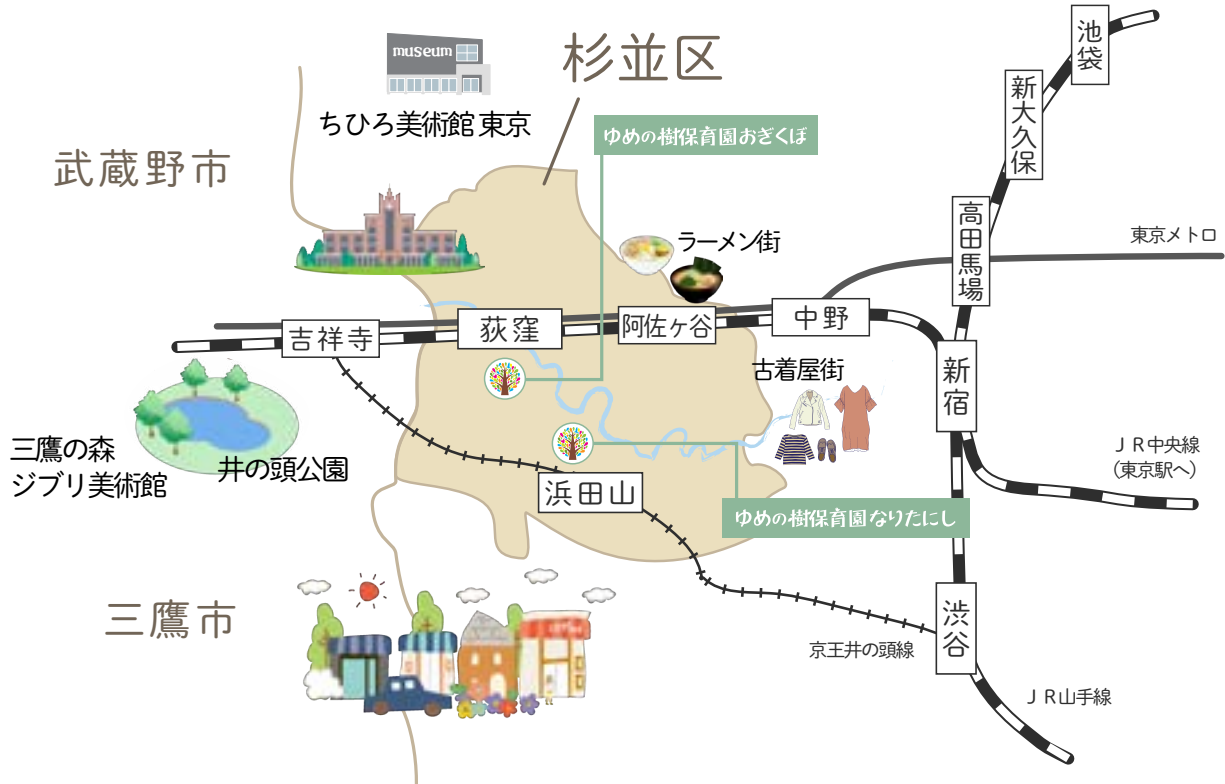 池袋
新大久保
museum
杉並区
ちひろ美術館 東京
ゆめの樹保育園おぎくぼ
武蔵野市
高田馬場
東京メトロ
ラーメン街
吉祥寺
荻窪
阿佐ヶ谷
中野
新宿
古着屋街
三鷹の森
ジブリ美術館
井の頭公園
JR中央線
(東京駅へ)
浜田山
ゆめの樹保育園なりたにし
三鷹市
渋谷
京王井の頭線
JR山手線